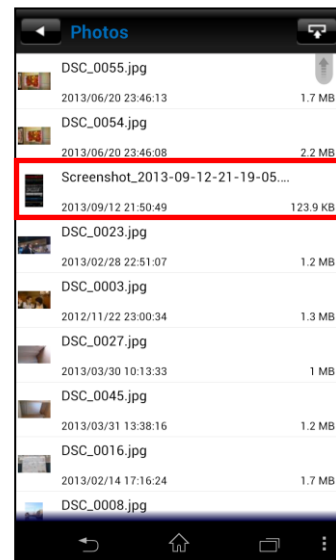 Photos
DSC_0055.jpg
2013/06/20 23:46:13 1.7 MB
DSC_0054.jpg
2013/06/20 23:46:08 2.2 MB
Screenshot_2013-09-12-21-19-05....
2013/09/12 21:50:49 123.9 KB
DSC_0023.jpg
2013/02/28 22:51:07 1.2 MB
DSC_0003.jpg
2012/11/22 23:00:34 1.3 MB
DSC_0027.jpg
2013/03/30 10:13:33 1 MB
DSC_0045.jpg
2013/03/31 13:38:16 1.2 MB
DSC_0016.jpg
2013/02/14 17:16:24 1.7 MB
DSC_0008.jpg